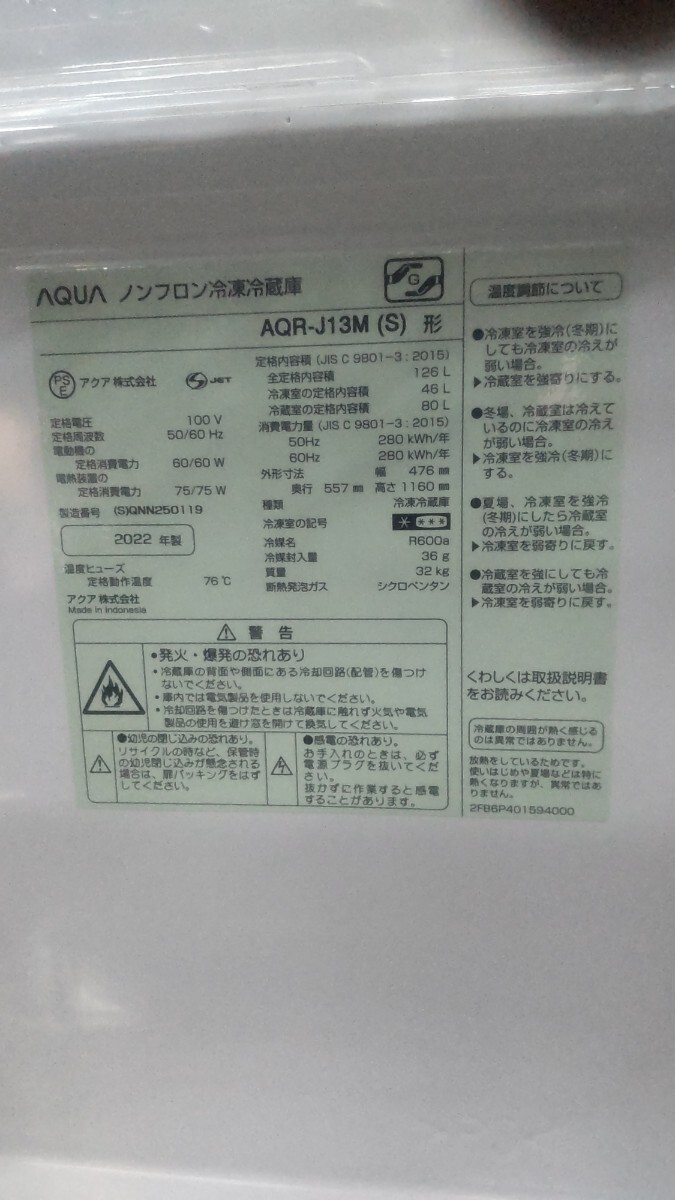 AQUA ノンフロン冷凍冷蔵庫
G
AQR-J13M (S) 形
PS
E
アクア 株式会社
JET
定格電圧 100 V
定格周波数 50/60 Hz
電動機の
定格消費電力 60/60 W
電熱装置の
定格消費電力 75/75 W
製造番号 (S)QNN250119
2022 年製
温度ヒューズ
定格動作温度 76 ℃
アクア 株式会社
Made in Indonesia
定格内容積 (JIS C 9801-3 : 2015)
全定格内容積 126 L
冷凍室の定格内容積 46 L
冷蔵室の定格内容積 80 L
消費電力量 (JIS C 9801-3 : 2015)
50Hz 280 kWh/年
60Hz 280 kWh/年
外形寸法 幅 476 ㎜
奥行 557 ㎜ 高さ 1160 ㎜
種類 冷凍冷蔵庫
冷凍室の記号
冷媒名 R600a
冷媒封入量 36 g
質量 32 kg
断熱発泡ガス シクロペンタン
⚠ 警 告
•発火・爆発の恐れあり
・冷蔵庫の背面や側面にある冷却回路(配管)を傷つけ
ないでください。
・庫内では電気製品を使用しないでください。
・冷却回路を傷つけたときは冷蔵庫に触れず火気や電気
製品の使用を避け窓を開けて換気してください。
●幼児の閉じ込みの恐れあり。
リサイクルの時など、保管時
の幼児閉じ込みが懸念される
場合は、扉パッキングをはず
してください。
●感電の恐れあり。
お手入れのときは、必ず
電源プラグを抜いてくだ
さい。
抜かずに作業すると感電
することがあります。
温度調節について
●冷凍室を強冷(冬期)に
しても冷凍室の冷えが
弱い場合。
▶冷蔵室を強寄りにする。
●冬場、冷蔵室は冷えて
いるのに冷凍室の冷え
が弱い場合。
▶冷凍室を強冷(冬期)に
する。
●夏場、冷凍室を強冷
(冬期)にしたら冷蔵室
の冷えが弱い場合。
▶冷凍室を弱寄りに戻す。
●冷蔵室を強にしても冷
蔵室の冷えが弱い場合。
▶冷凍室を弱寄りに戻す。
くわしくは取扱説明書
をお読みください。
冷蔵庫の周囲が熱く感じる
のは異常ではありません。
放熱をしているためです。
使いはじめや夏場などは特に
熱くなりますが、異常ではあ
りません。
2FB6P401594000